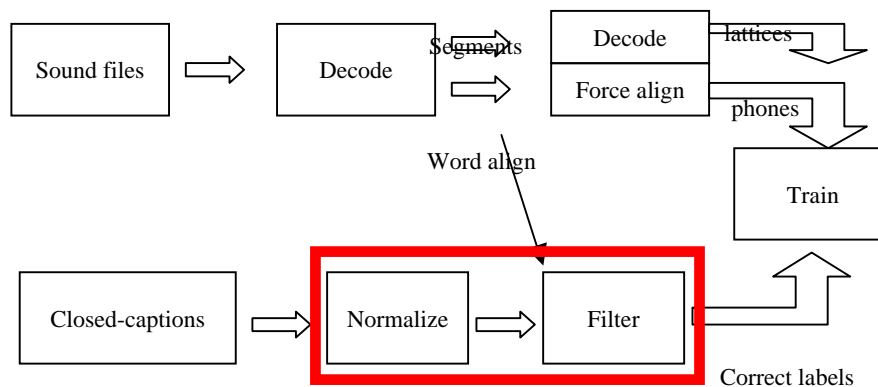 Sound files
Decode
Segments
Decode
lattices
Force align
phones
Word align
Train
Closed-captions
Normalize
Filter
Correct labels